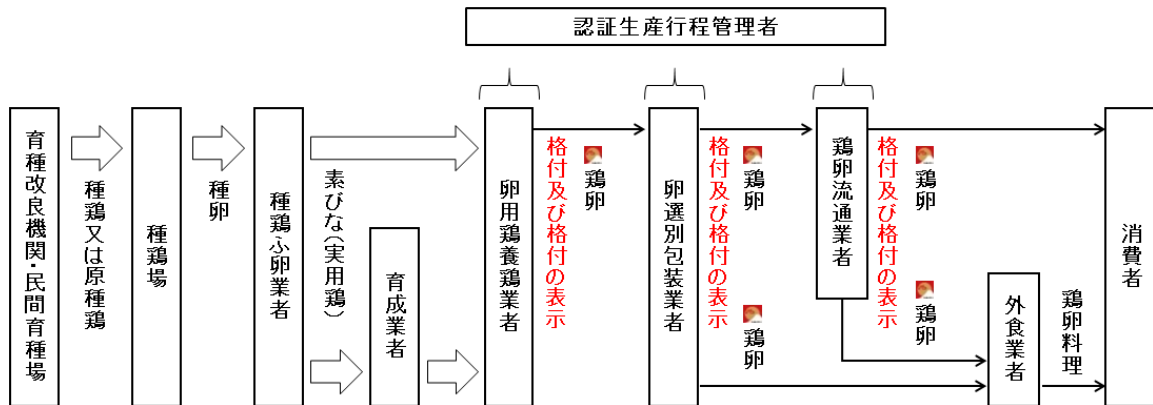 認証生産行程管理者
育種改良機関・民間育種場
種鶏又は原種鶏
種鶏場
種卵
種鶏ふ卵業者
素びな(実用鶏)
育成業者
卵用鶏養鶏業者
格付及び格付の表示
鶏卵
卵選別包装業者
格付及び格付の表示
鶏卵
鶏卵
鶏卵流通業者
格付及び格付の表示
鶏卵
鶏卵
外食業者
鶏卵料理
消費者